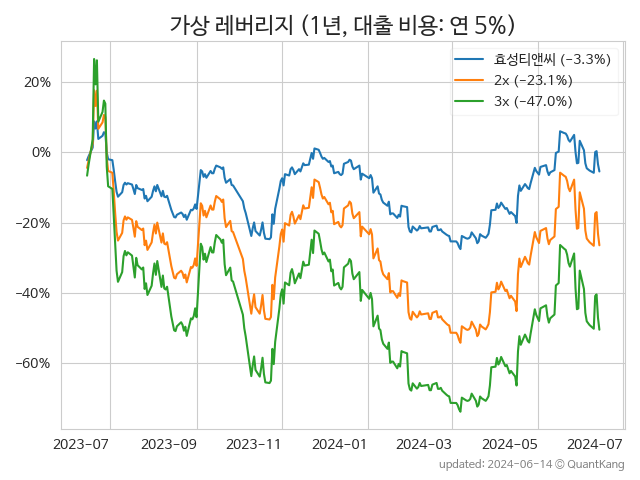 가상 레버리지 (1년, 대출 비용: 연 5%)
효성티앤씨 (−3.3%)
2x (−23.1%)
3x (−47.0%)
20%
0%
−20%
−40%
−60%
2023-07 2023-09 2023-11 2024-01 2024-03 2024-05 2024-07
updated: 2024-06-14 © QuantKang